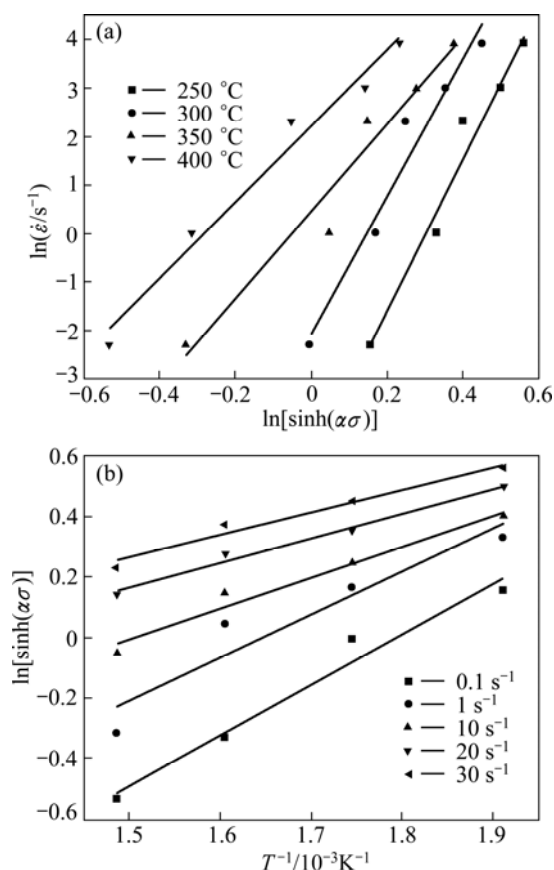 (a)
4
3
2
1
0
−1
−2
−3
ln(ε̇/s⁻¹)
250 °C
300 °C
350 °C
400 °C
−0.6 −0.4 −0.2 0 0.2 0.4 0.6
ln[sinh(ασ)]
(b)
0.6
0.4
0.2
0
−0.2
−0.4
−0.6
ln[sinh(ασ)]
0.1 s⁻¹
1 s⁻¹
10 s⁻¹
20 s⁻¹
30 s⁻¹
1.5 1.6 1.7 1.8 1.9
T⁻¹/10⁻³K⁻¹